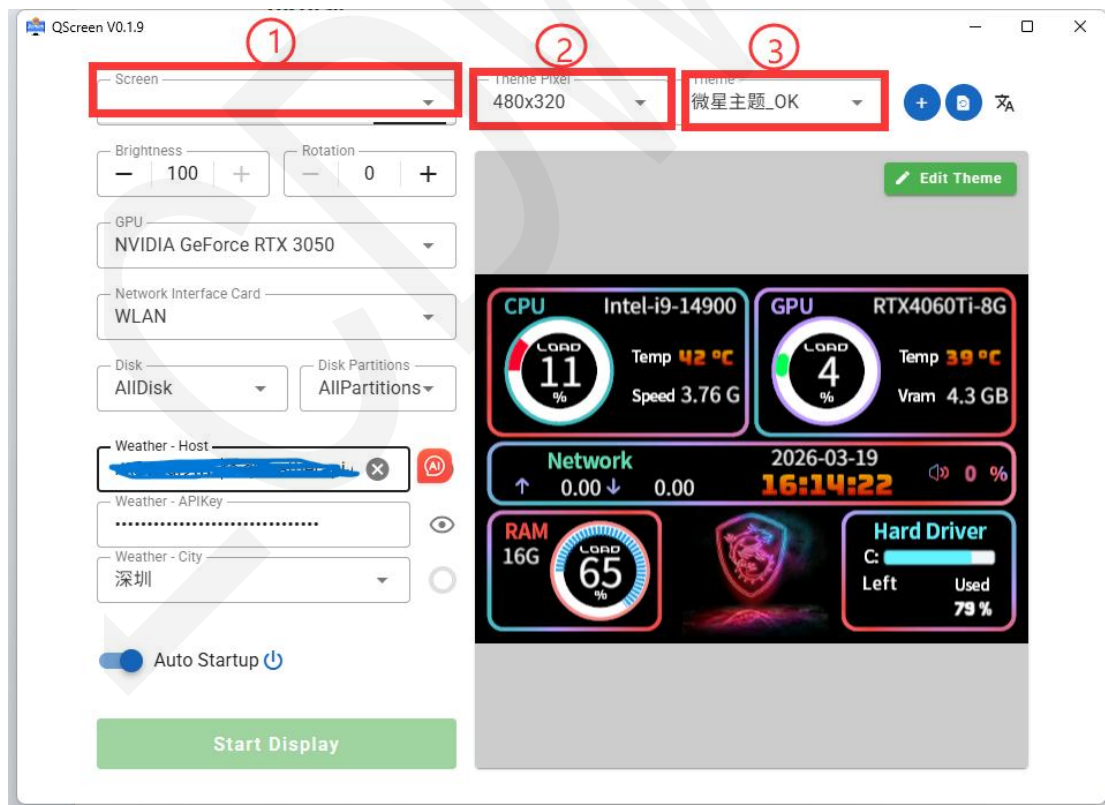 QScreen V0.1.9
1
2
3
Screen
Theme Pixel
480x320
Theme
微星主题_OK
Brightness
100
Rotation
0
Edit Theme
GPU
NVIDIA GeForce RTX 3050
Network Interface Card
WLAN
Disk
AllDisk
Disk Partitions
AllPartitions
Weather - Host
AI
Weather - APIKey
Weather - City
深圳
Auto Startup
Start Display
CPU Intel-i9-14900
LOAD
11
%
Temp 42 °C
Speed 3.76 G
GPU RTX4060Ti-8G
LOAD
4
%
Temp 39 °C
Vram 4.3 GB
Network
↑ 0.00 ↓ 0.00
2026-03-19
16:14:22
0 %
RAM
16G
LOAD
65
%
Hard Driver
C:
Left Used
79 %